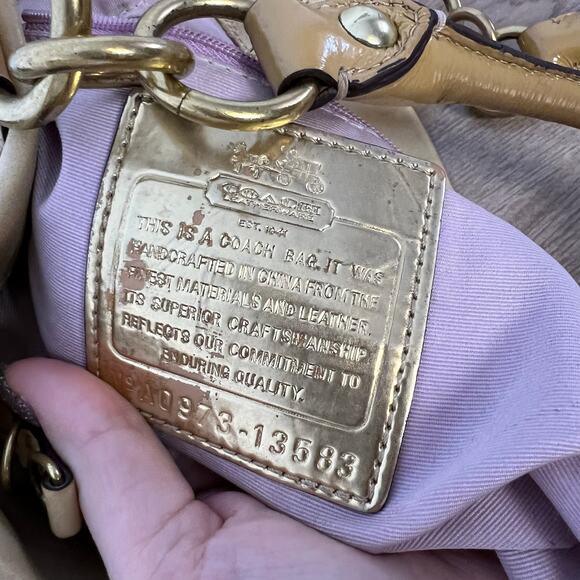 COACH
LEATHERWARE
EST. 1941
THIS IS A COACH BAG. IT WAS
HANDCRAFTED IN CHINA FROM THE
FINEST MATERIALS AND LEATHER.
ITS SUPERIOR CRAFTSMANSHIP
REFLECTS OUR COMMITMENT TO
ENDURING QUALITY.
A0973-13583